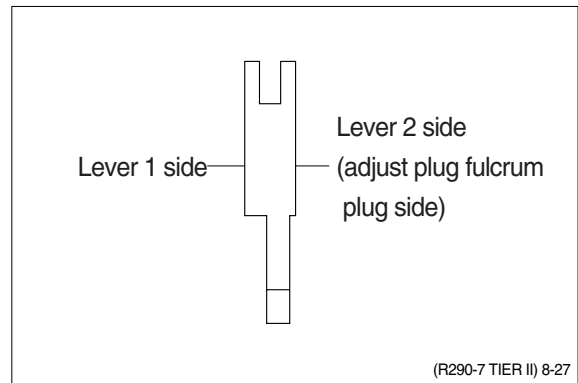 Lever 1 side
Lever 2 side
(adjust plug fulcrum
plug side)
(R290-7 TIER II) 8-27